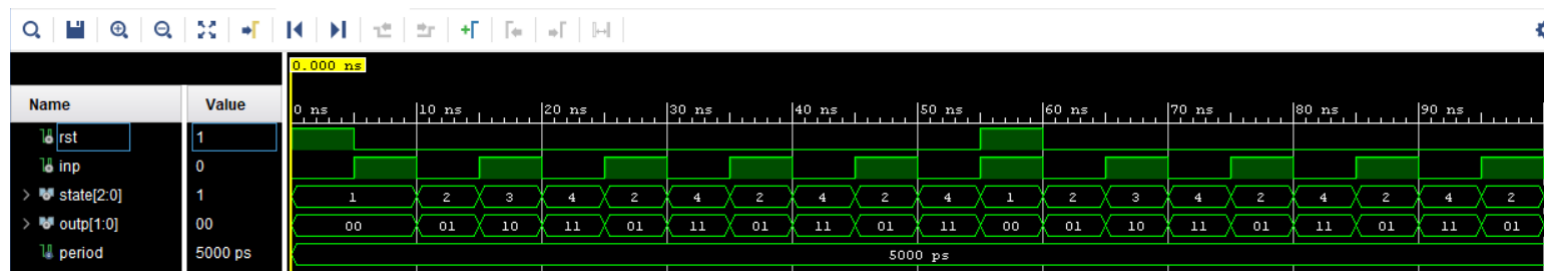 0.000 ns
Name Value
0 ns 10 ns 20 ns 30 ns 40 ns 50 ns 60 ns 70 ns 80 ns 90 ns
rst 1
inp 0
state[2:0] 1 1 2 3 4 2 4 2 4 2 4 1 2 3 4 2 4 2 4 2
outp[1:0] 00 00 01 10 11 01 11 01 11 01 11 00 01 10 11 01 11 01 11 01
period 5000 ps 5000 ps